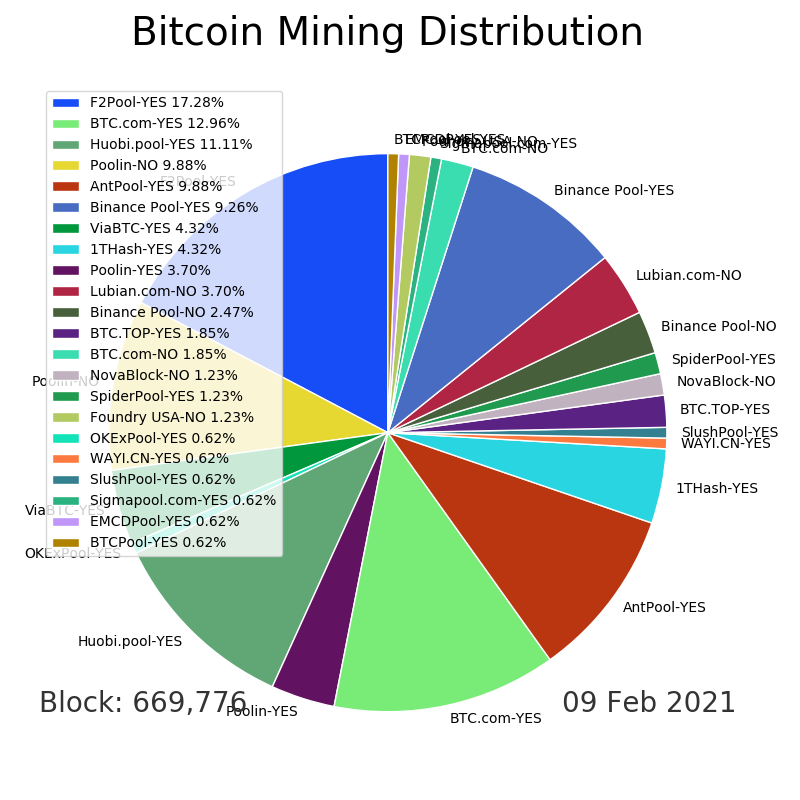 Bitcoin Mining Distribution
F2Pool-YES 17.28%
BTC.com-YES 12.96%
Huobi.pool-YES 11.11%
Poolin-NO 9.88%
AntPool-YES 9.88%
Binance Pool-YES 9.26%
ViaBTC-YES 4.32%
1THash-YES 4.32%
Poolin-YES 3.70%
Lubian.com-NO 3.70%
Binance Pool-NO 2.47%
BTC.TOP-YES 1.85%
BTC.com-NO 1.85%
NovaBlock-NO 1.23%
SpiderPool-YES 1.23%
Foundry USA-NO 1.23%
OKExPool-YES 0.62%
WAYI.CN-YES 0.62%
SlushPool-YES 0.62%
Sigmapool.com-YES 0.62%
EMCDPool-YES 0.62%
BTCPool-YES 0.62%
F2Pool-YES
Poolin-NO
ViaBTC-YES
OKExPool-YES
Huobi.pool-YES
Poolin-YES
BTC.com-YES
AntPool-YES
1THash-YES
WAYI.CN-YES
SlushPool-YES
BTC.TOP-YES
NovaBlock-NO
SpiderPool-YES
Binance Pool-NO
Lubian.com-NO
Binance Pool-YES
BTC.com-NO
Sigmapool.com-YES
Block: 669,776
09 Feb 2021